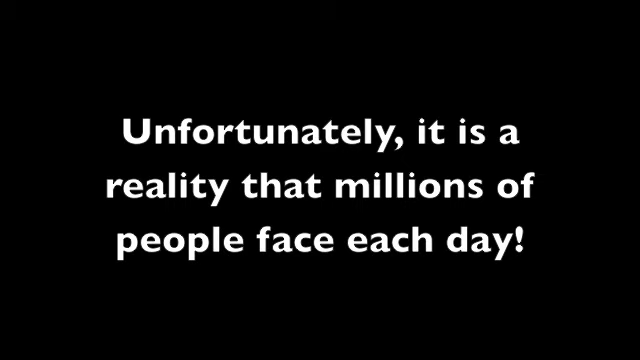 Unfortunately, it is a
reality that millions of
people face each day!